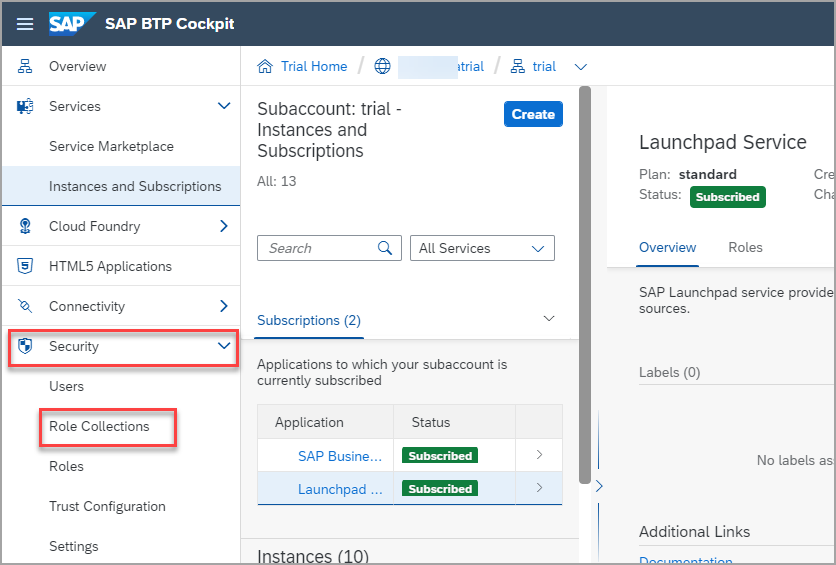 SAP SAP BTP Cockpit
Overview
Services
Service Marketplace
Instances and Subscriptions
Cloud Foundry
HTML5 Applications
Connectivity
Security
Users
Role Collections
Roles
Trust Configuration
Settings
Trial Home / atrial / trial
Subaccount: trial -
Instances and
Subscriptions
Create
All: 13
Search
All Services
Subscriptions (2)
Applications to which your subaccount is
currently subscribed
Application Status
SAP Busine... Subscribed
Launchpad ... Subscribed
Instances (10)
Launchpad Service
Plan: standard
Cre
Status: Subscribed
Cha
Overview Roles
SAP Launchpad service provide
sources.
Labels (0)
No labels ass
Additional Links
Documentation